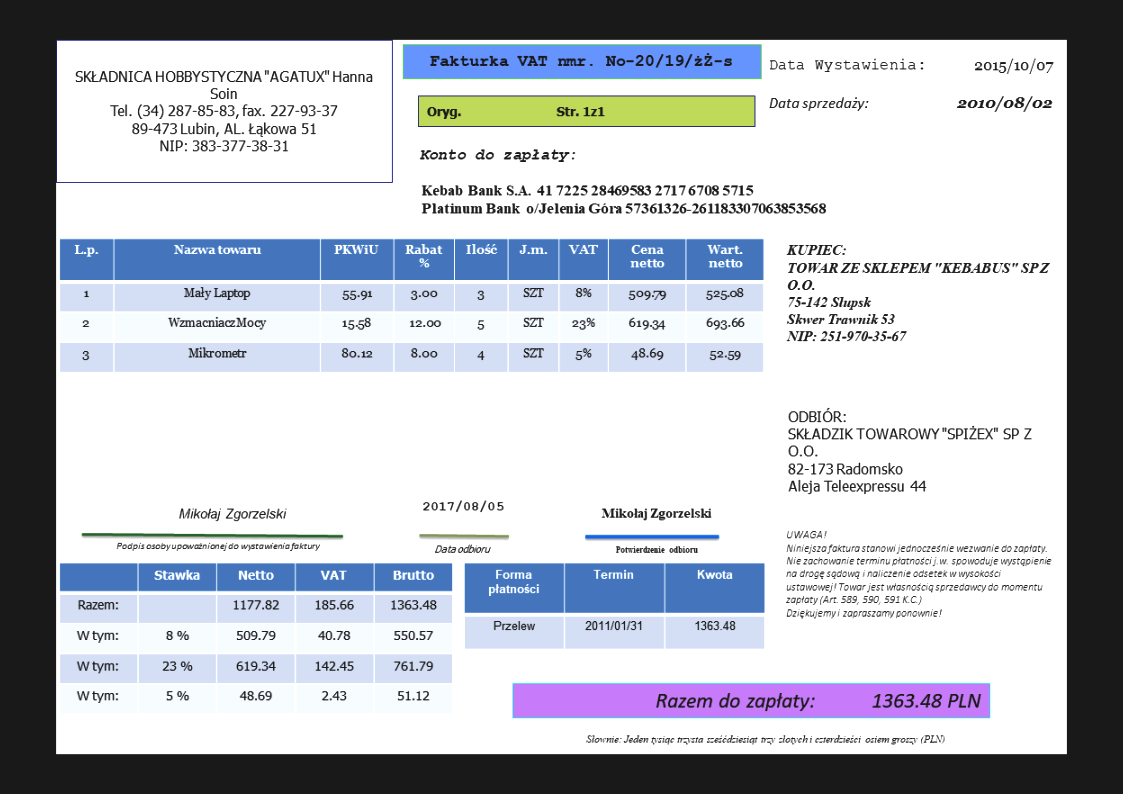 SKŁADNICA HOBBYSTYCZNA "AGATUX" Hanna
Soin
Tel. (34) 287-85-83, fax. 227-93-37
89-473 Lubin, AL. Łąkowa 51
NIP: 383-377-38-31
Fakturka VAT nmr. No-20/19/żŻ-s
Oryg. Str. 1z1
Data Wystawienia: 2015/10/07
Data sprzedaży: 2010/08/02
Konto do zapłaty:
Kebab Bank S.A. 41 7225 28469583 2717 6708 5715
Platinum Bank o/Jelenia Góra 57361326-261183307063853568
L.p. Nazwa towaru PKWiU Rabat % Ilość J.m. VAT Cena netto Wart. netto
1 Mały Laptop 55.91 3.00 3 SZT 8% 509.79 525.08
2 Wzmacniacz Mocy 15.58 12.00 5 SZT 23% 619.34 693.66
3 Mikrometr 80.12 8.00 4 SZT 5% 48.69 52.59
KUPIEC:
TOWAR ZE SKLEPEM "KEBABUS" SP Z
O.O.
75-142 Słupsk
Skwer Trawnik 53
NIP: 251-970-35-67
ODBIÓR:
SKŁADZIK TOWAROWY "SPIŻEX" SP Z
O.O.
82-173 Radomsko
Aleja Teleexpressu 44
Mikołaj Zgorzelski
Podpis osoby upoważnionej do wystawienia faktury
2017/08/05
Data odbioru
Mikołaj Zgorzelski
Potwierdzenie odbioru
UWAGA!
Niniejsza faktura stanowi jednocześnie wezwanie do zapłaty.
Nie zachowanie terminu płatności j.w. spowoduje wystąpienie
na drogę sądową i naliczenie odsetek w wysokości
ustawowej! Towar jest własnością sprzedawcy do momentu
zapłaty (Art. 589, 590, 591 K.C.)
Dziękujemy i zapraszamy ponownie!
Stawka Netto VAT Brutto
Razem: 1177.82 185.66 1363.48
W tym: 8 % 509.79 40.78 550.57
W tym: 23 % 619.34 142.45 761.79
W tym: 5 % 48.69 2.43 51.12
Forma płatności Termin Kwota
Przelew 2011/01/31 1363.48
Razem do zapłaty: 1363.48 PLN
Słownie: Jeden tysiąc trzysta sześćdziesiąt trzy złotych i czterdzieści osiem groszy (PLN)